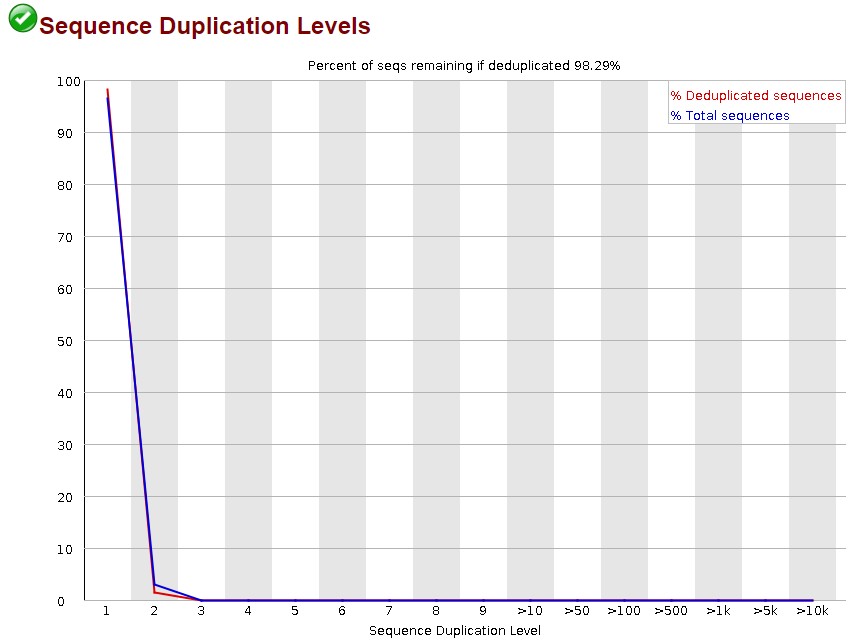 Sequence Duplication Levels
Percent of seqs remaining if deduplicated 98.29%
% Deduplicated sequences
% Total sequences
100
90
80
70
60
50
40
30
20
10
0
1 2 3 4 5 6 7 8 9 >10 >50 >100 >500 >1k >5k >10k
Sequence Duplication Level